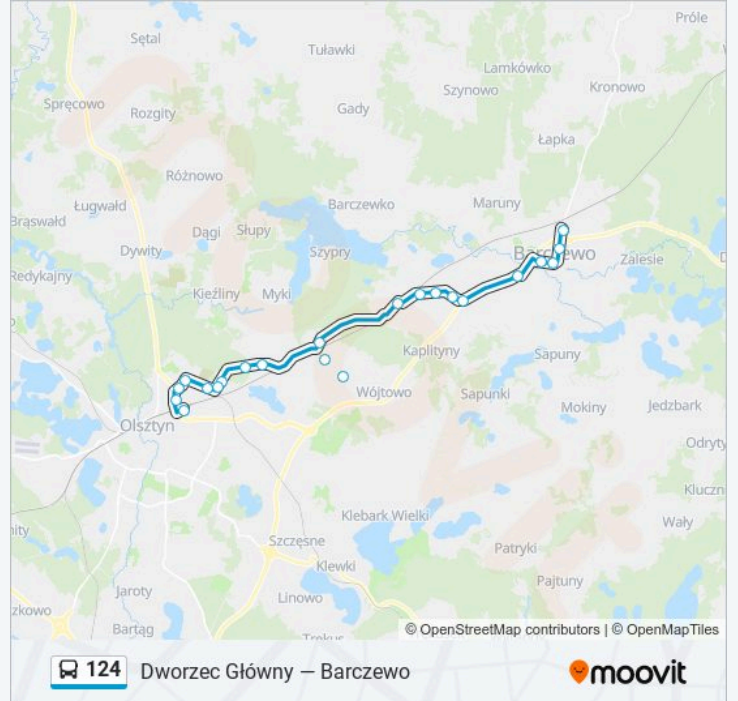 Próle
Sętal
Tuławki
Lamkówko
Szynowo
Kronowo
Spręcowo
Rozgity
Gady
Łapka
Różnowo
Ługwałd
Barczewko
Maruny
Brąswałd
Dągi
Słupy
Dywity
Szypry
Barczewo
Zalesie
Redykajny
Kieźliny
Myki
Kaplityny
Sapuny
Wójtowo
Sapunki
Mokiny
Jedzbark
Olsztyn
Odryty
Kluczni
Klebark Wielki
Wały
Szczęsne
Patryki
Klewki
Pajtuny
Jaroty
Linowo
Bartąg
Trękus
© OpenStreetMap contributors | © OpenMapTiles
124 Dworzec Główny — Barczewo
moovit